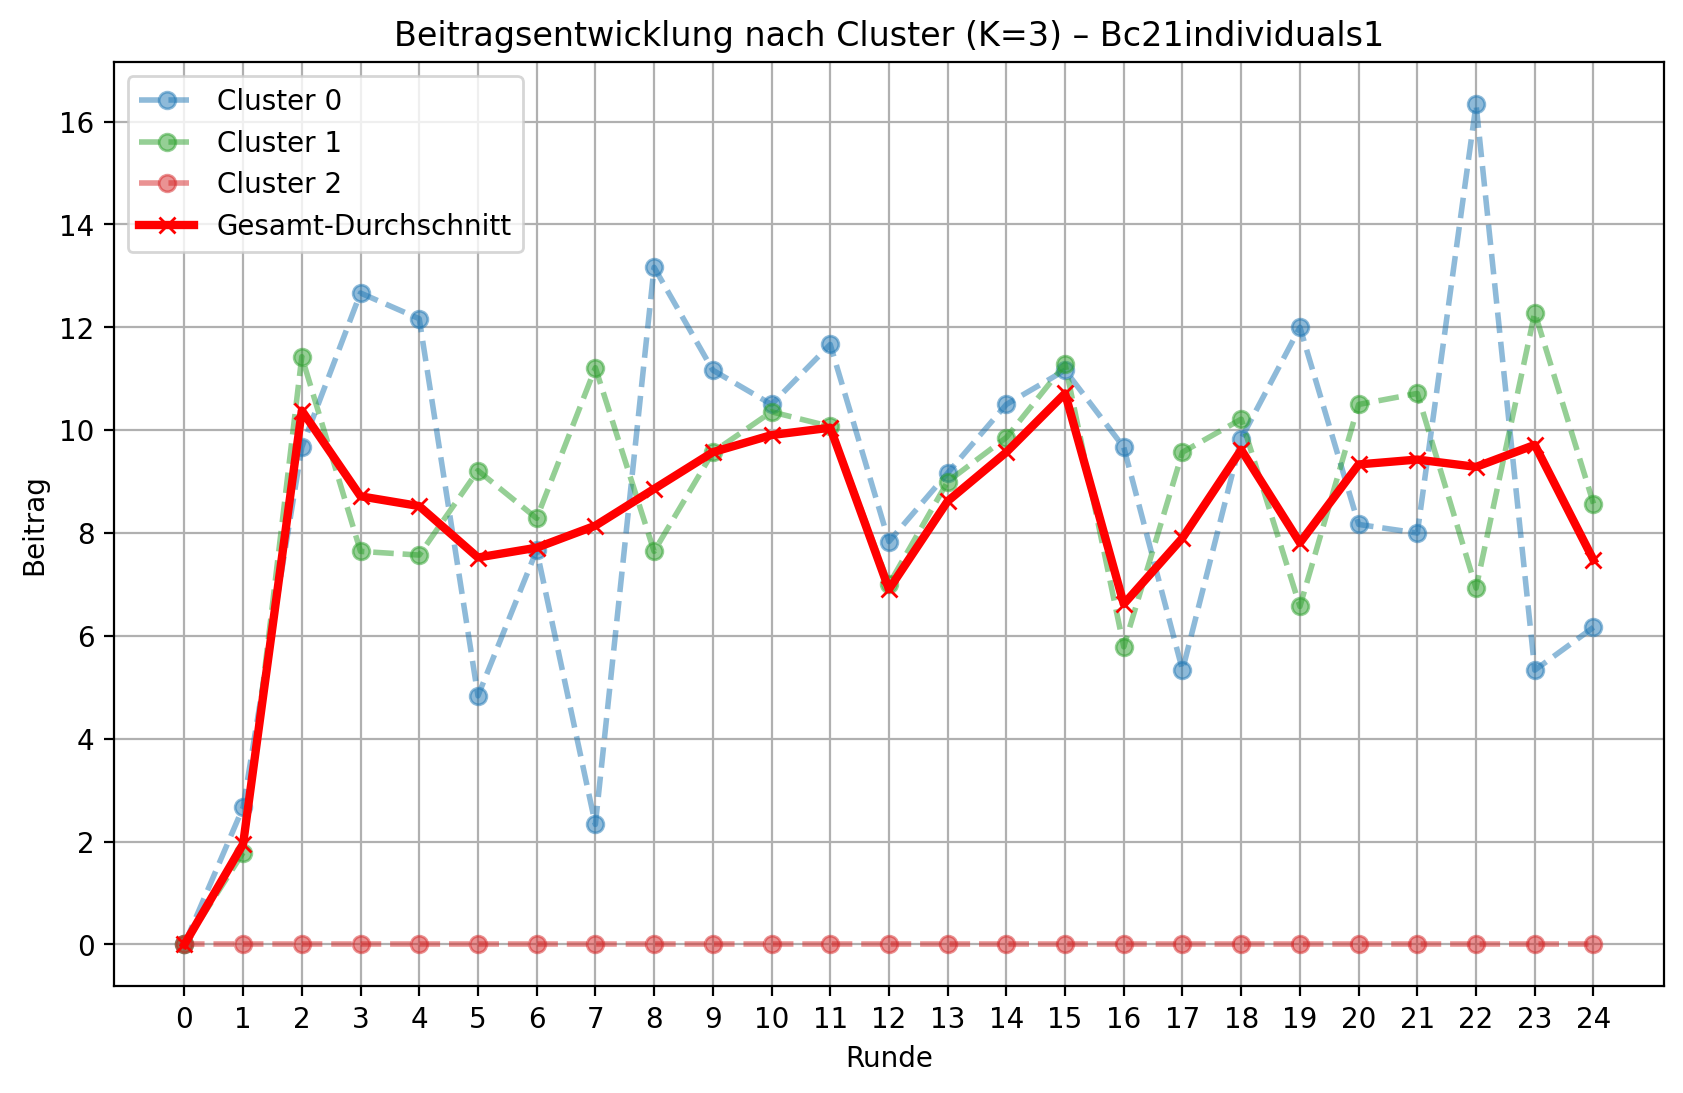 Beitragsentwicklung nach Cluster (K=3) – Bc21individuals1
Cluster 0
Cluster 1
Cluster 2
Gesamt-Durchschnitt
16
14
12
10
8
6
4
2
0
Beitrag
0 1 2 3 4 5 6 7 8 9 10 11 12 13 14 15 16 17 18 19 20 21 22 23 24
Runde